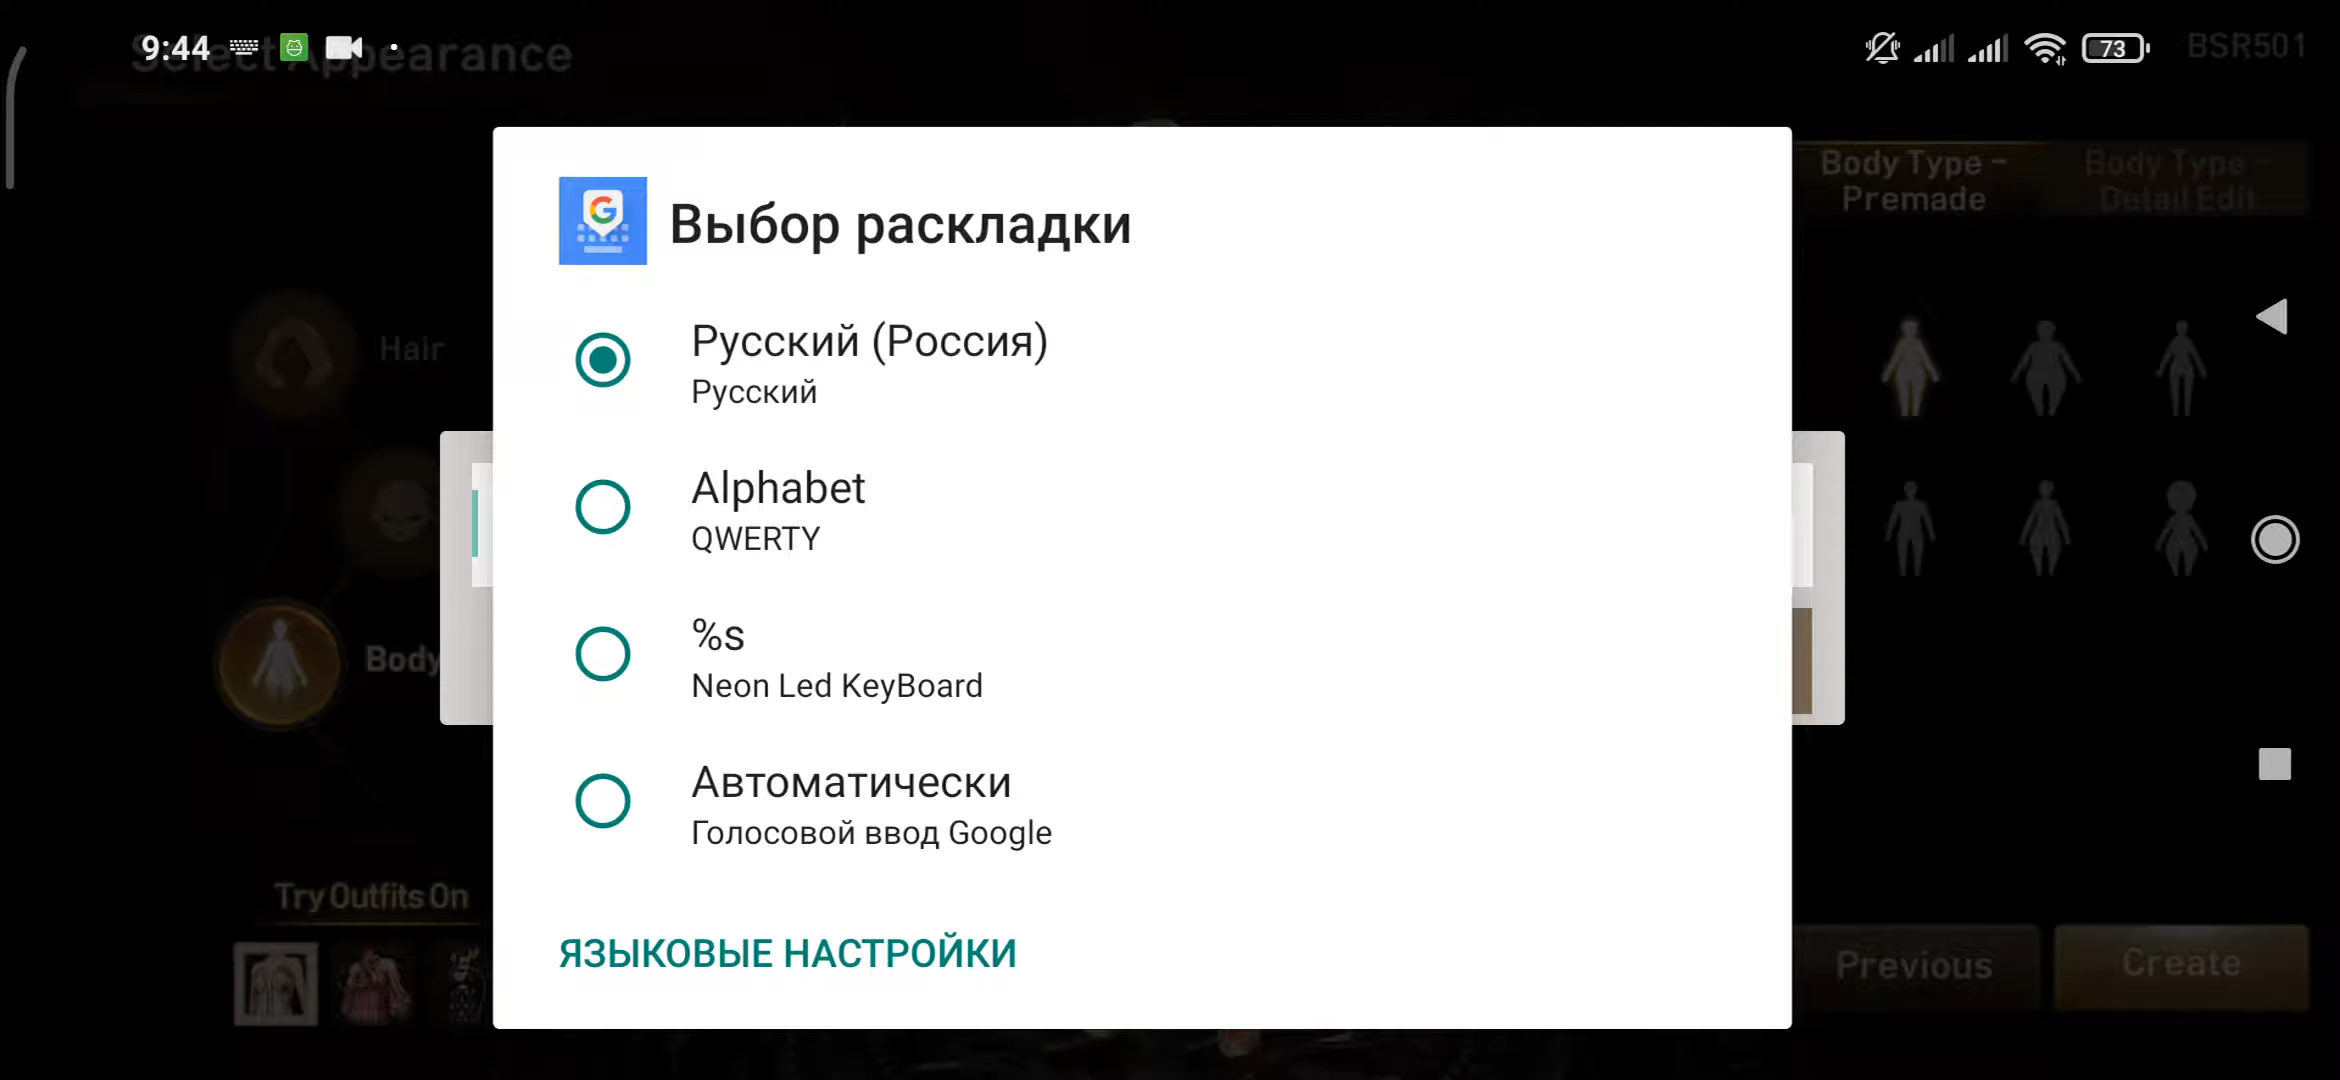 9:44
73
BSR501
Select Appearance
Выбор раскладки
Body Type –
Premade
Body Type –
Detail Edit
Русский (Россия)
Русский
Hair
Alphabet
QWERTY
%s
Neon Led KeyBoard
Body
Автоматически
Голосовой ввод Google
Try Outfits On
ЯЗЫКОВЫЕ НАСТРОЙКИ
Previous
Create